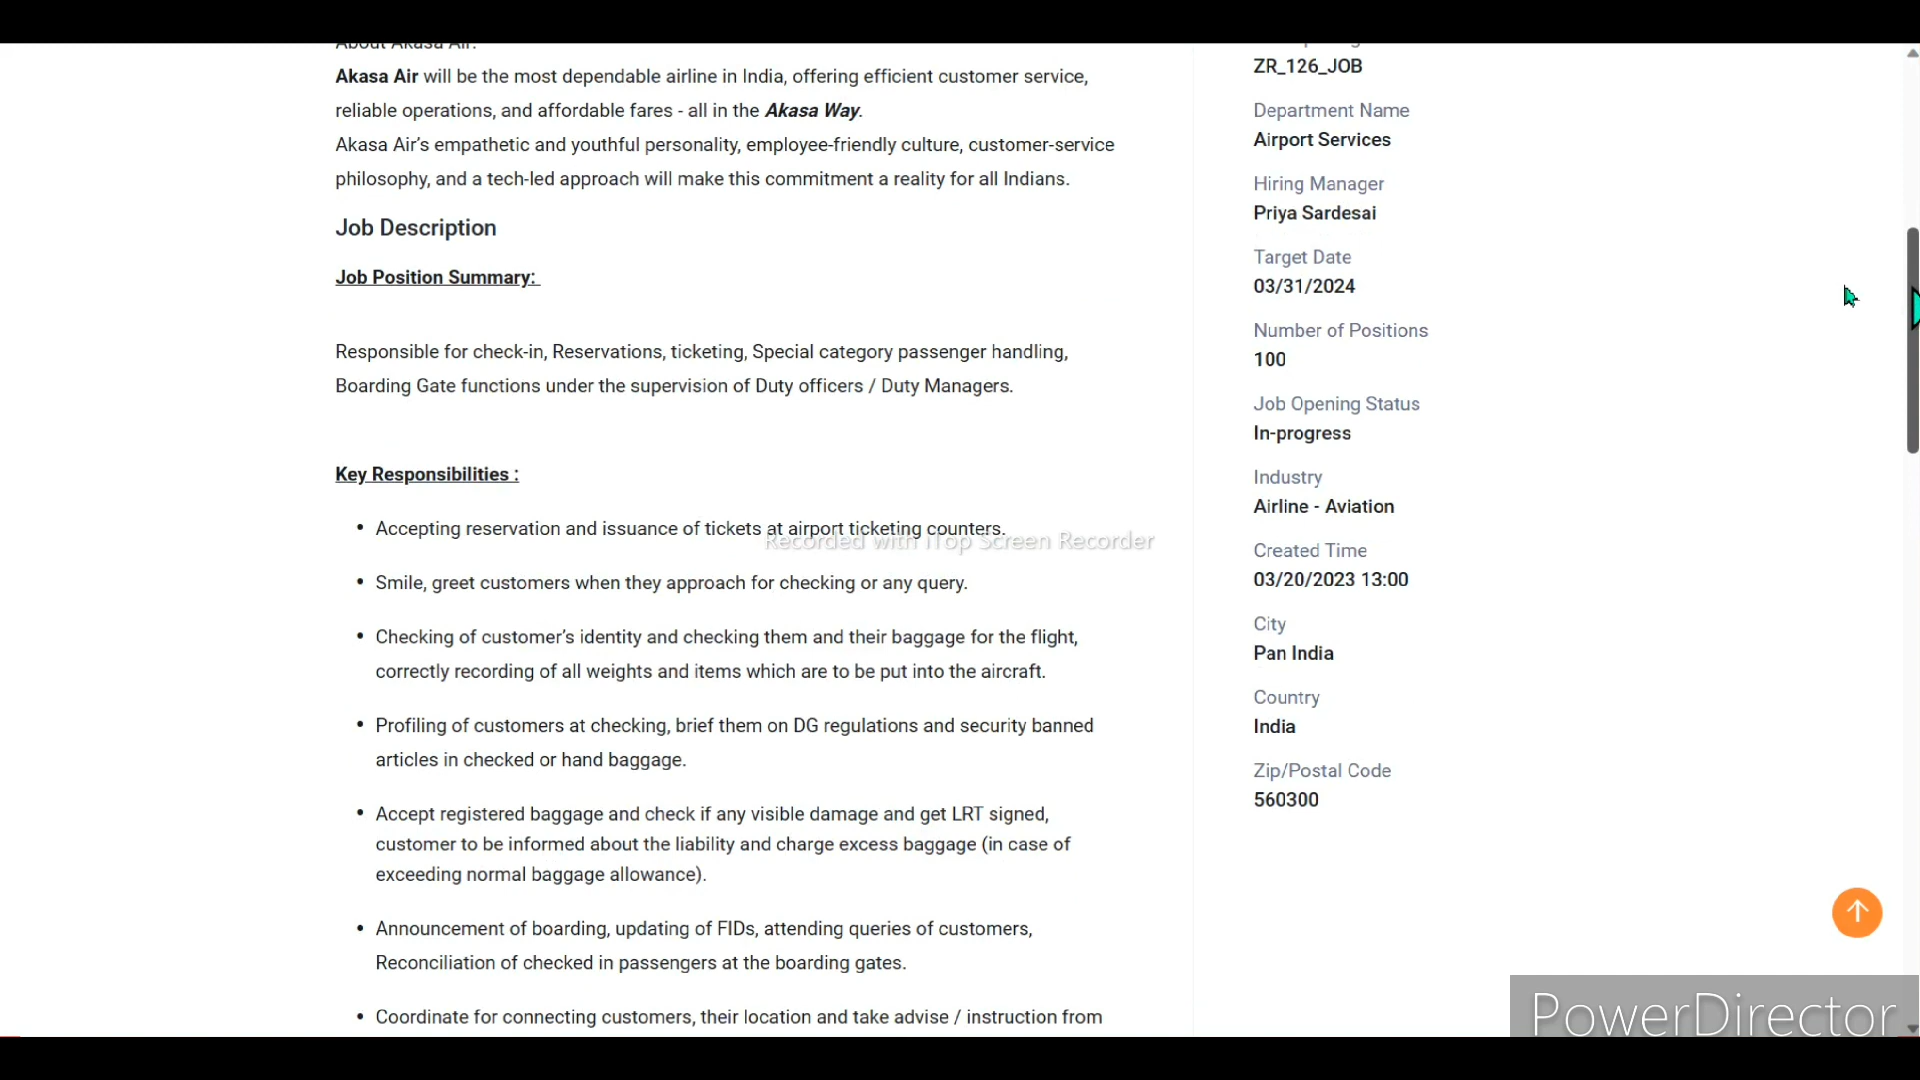 About Akasa Air:
Akasa Air will be the most dependable airline in India, offering efficient customer service,
reliable operations, and affordable fares - all in the Akasa Way.
Akasa Air’s empathetic and youthful personality, employee-friendly culture, customer-service
philosophy, and a tech-led approach will make this commitment a reality for all Indians.
Job Description
Job Position Summary:
Responsible for check-in, Reservations, ticketing, Special category passenger handling,
Boarding Gate functions under the supervision of Duty officers / Duty Managers.
Key Responsibilities :
• Accepting reservation and issuance of tickets at airport ticketing counters.
Recorded with iTop Screen Recorder
• Smile, greet customers when they approach for checking or any query.
• Checking of customer’s identity and checking them and their baggage for the flight,
correctly recording of all weights and items which are to be put into the aircraft.
• Profiling of customers at checking, brief them on DG regulations and security banned
articles in checked or hand baggage.
• Accept registered baggage and check if any visible damage and get LRT signed,
customer to be informed about the liability and charge excess baggage (in case of
exceeding normal baggage allowance).
• Announcement of boarding, updating of FIDs, attending queries of customers,
Reconciliation of checked in passengers at the boarding gates.
• Coordinate for connecting customers, their location and take advise / instruction from
ZR_126_JOB
Department Name
Airport Services
Hiring Manager
Priya Sardesai
Target Date
03/31/2024
Number of Positions
100
Job Opening Status
In-progress
Industry
Airline - Aviation
Created Time
03/20/2023 13:00
City
Pan India
Country
India
Zip/Postal Code
560300
PowerDirector